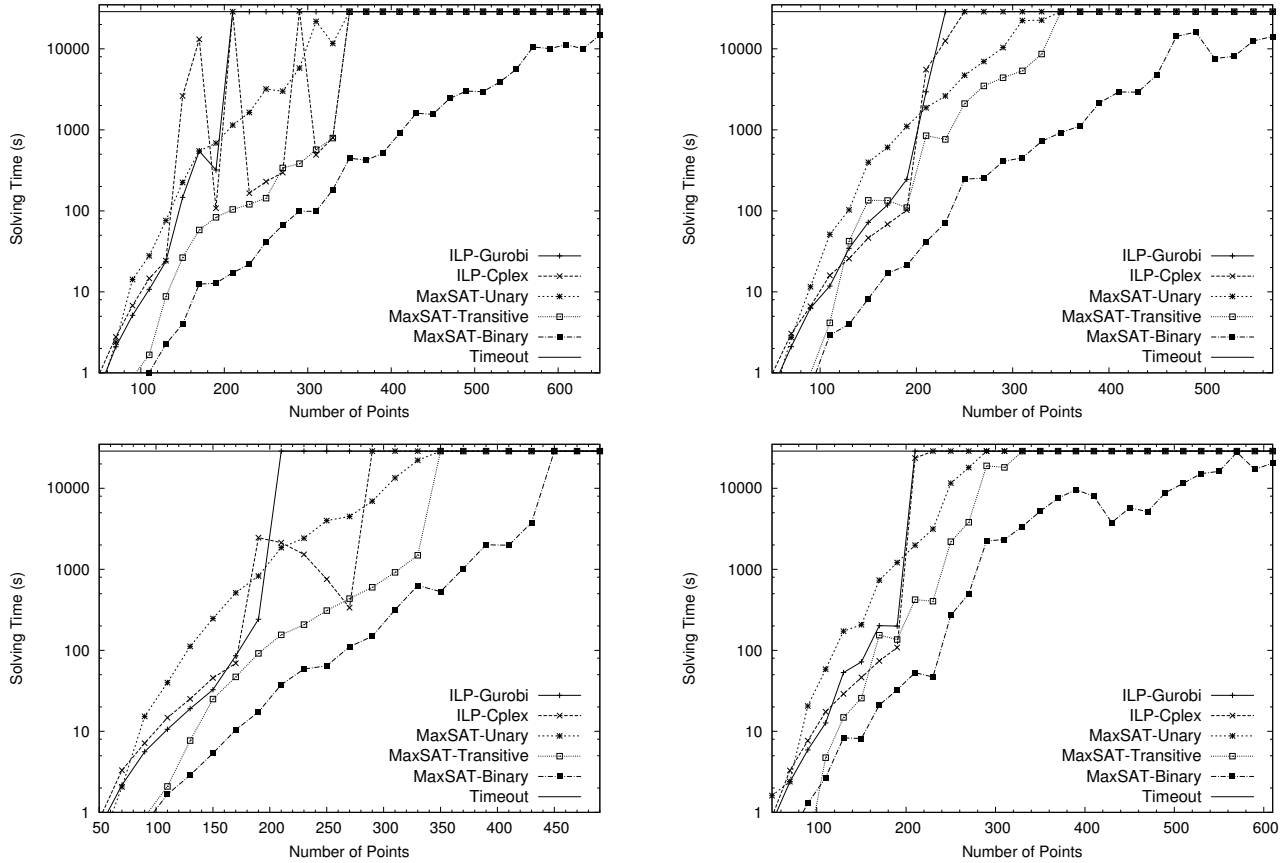 10000
1000
100
10
1
Solving Time (s)
100 200 300 400 500 600
Number of Points
ILP-Gurobi
ILP-Cplex
MaxSAT-Unary
MaxSAT-Transitive
MaxSAT-Binary
Timeout
10000
1000
100
10
1
Solving Time (s)
100 200 300 400 500
Number of Points
ILP-Gurobi
ILP-Cplex
MaxSAT-Unary
MaxSAT-Transitive
MaxSAT-Binary
Timeout
10000
1000
100
10
1
Solving Time (s)
50 100 150 200 250 300 350 400 450
Number of Points
ILP-Gurobi
ILP-Cplex
MaxSAT-Unary
MaxSAT-Transitive
MaxSAT-Binary
Timeout
10000
1000
100
10
1
Solving Time (s)
100 200 300 400 500 600
Number of Points
ILP-Gurobi
ILP-Cplex
MaxSAT-Unary
MaxSAT-Transitive
MaxSAT-Binary
Timeout